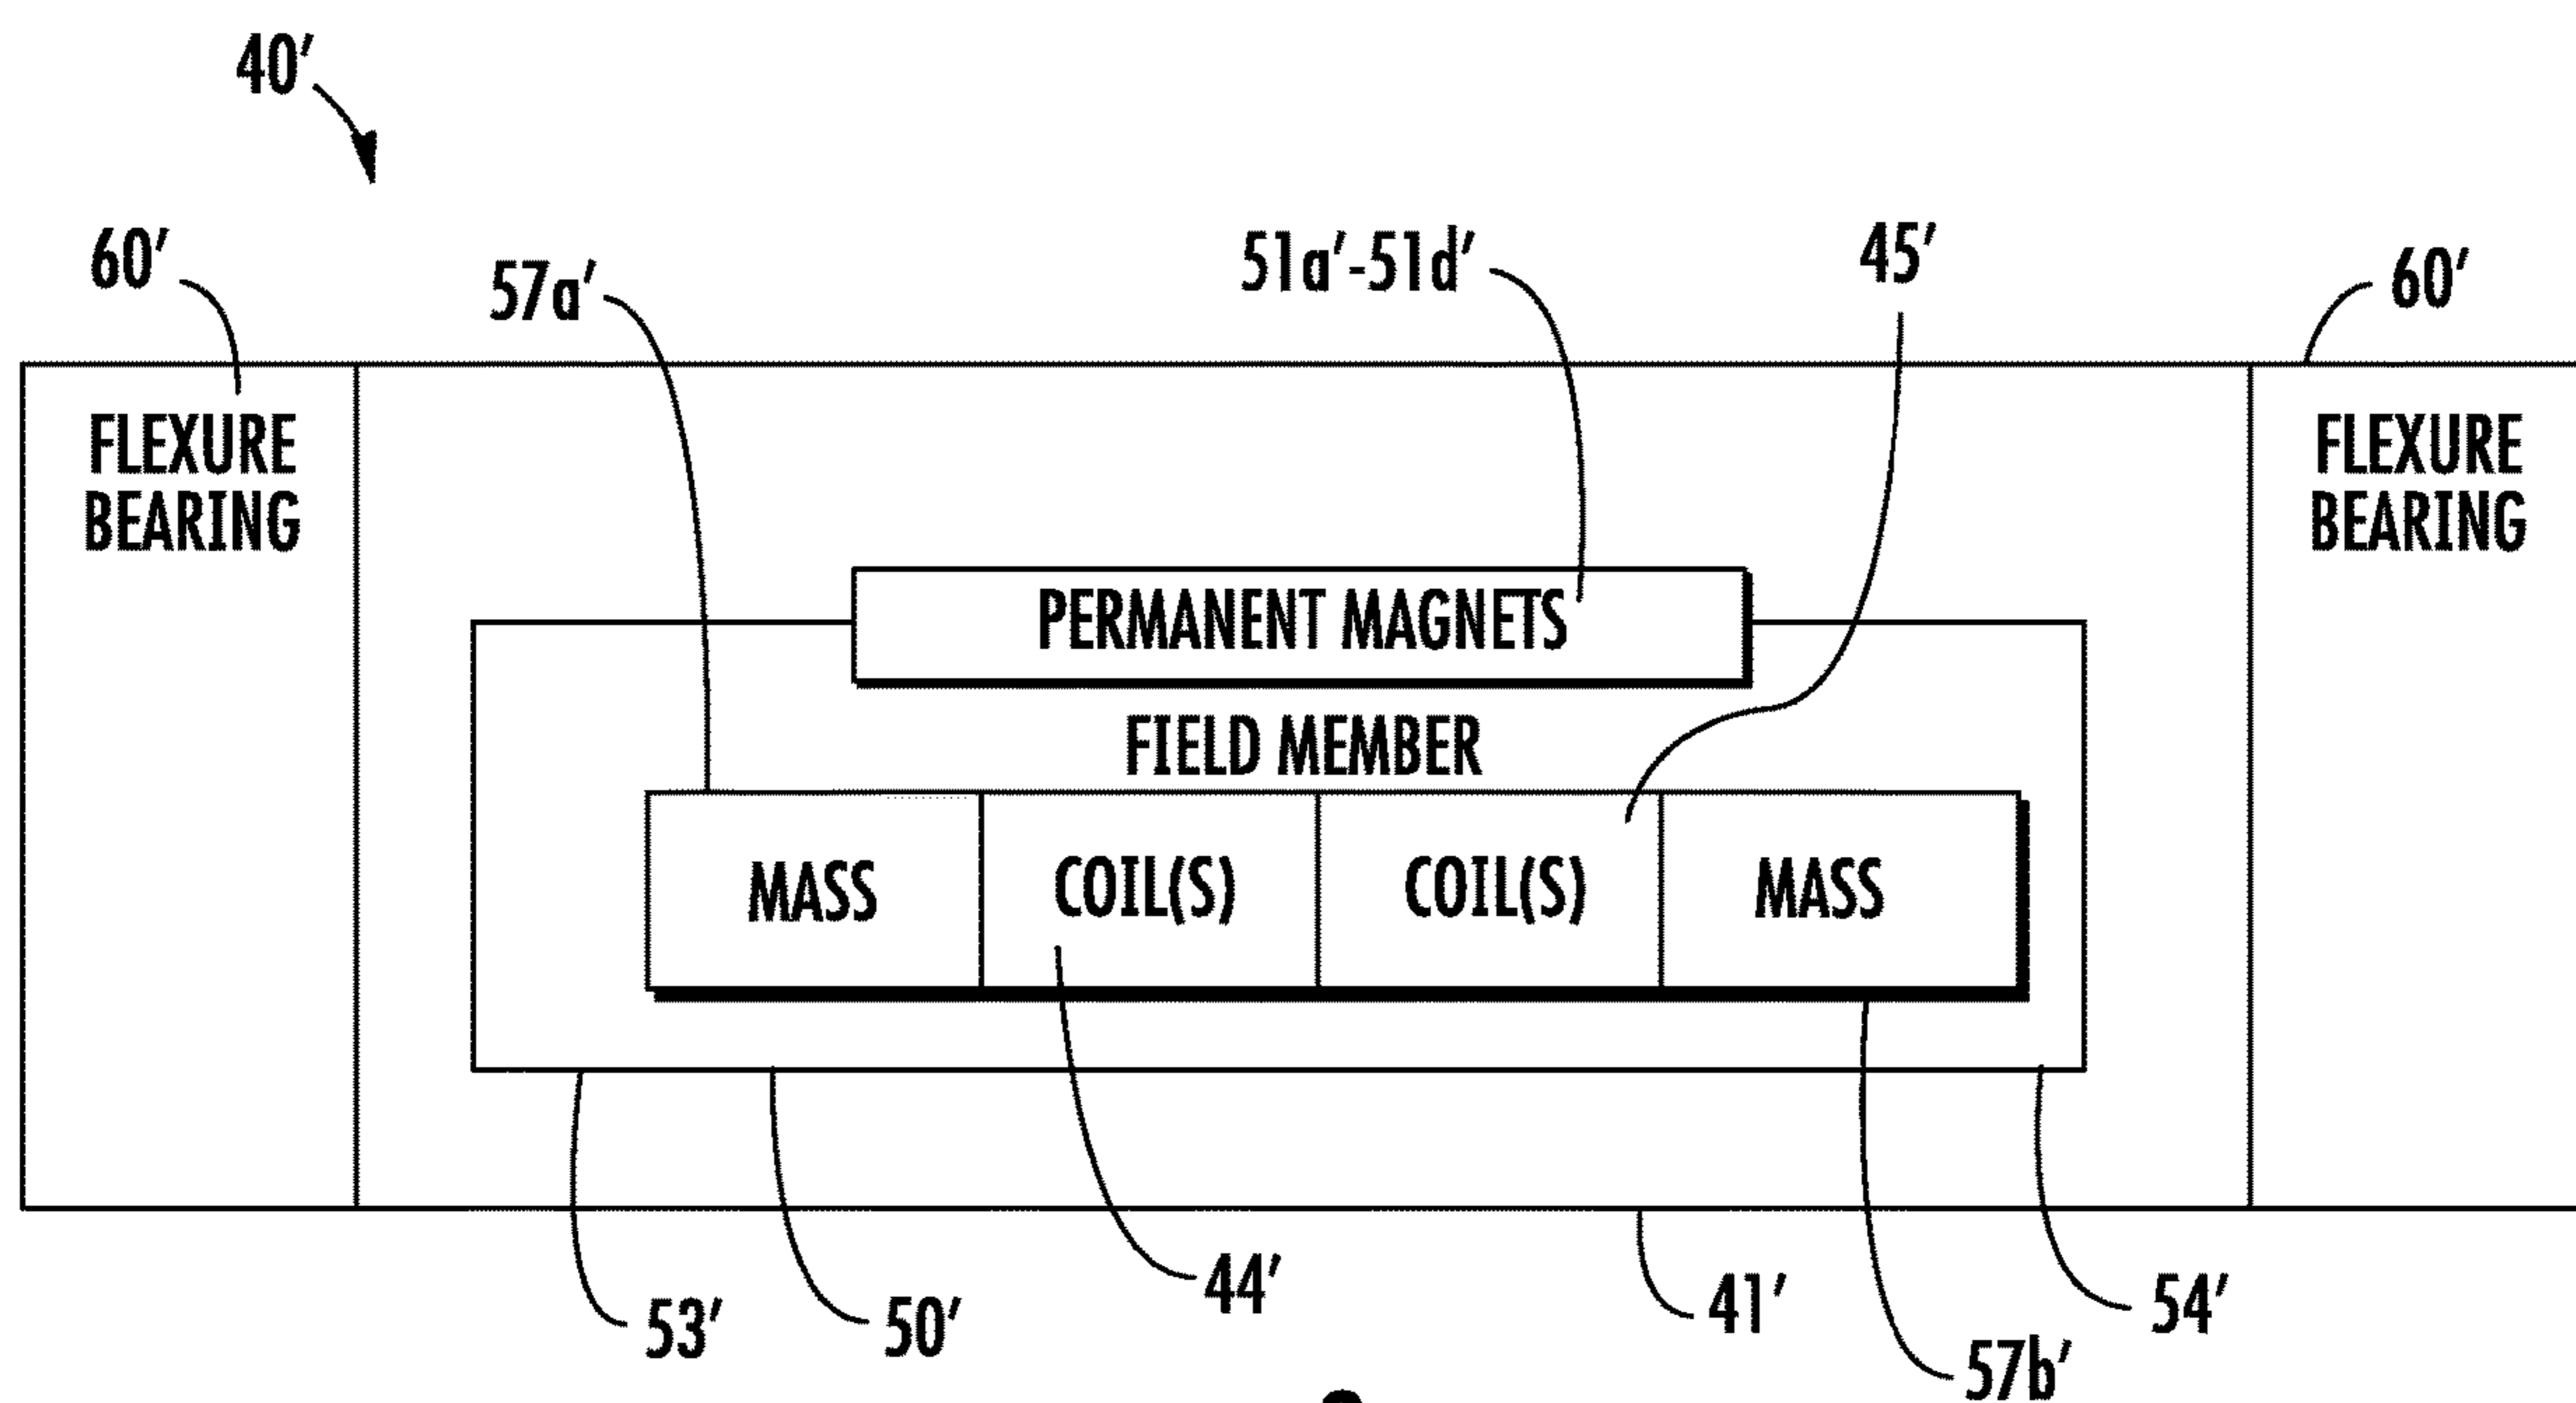 40'
60'
57a'
51a'-51d'
45'
60'
FLEXURE
BEARING
FLEXURE
BEARING
PERMANENT MAGNETS
FIELD MEMBER
MASS
COIL(S)
COIL(S)
MASS
53'
50'
44'
41'
57b'
54'